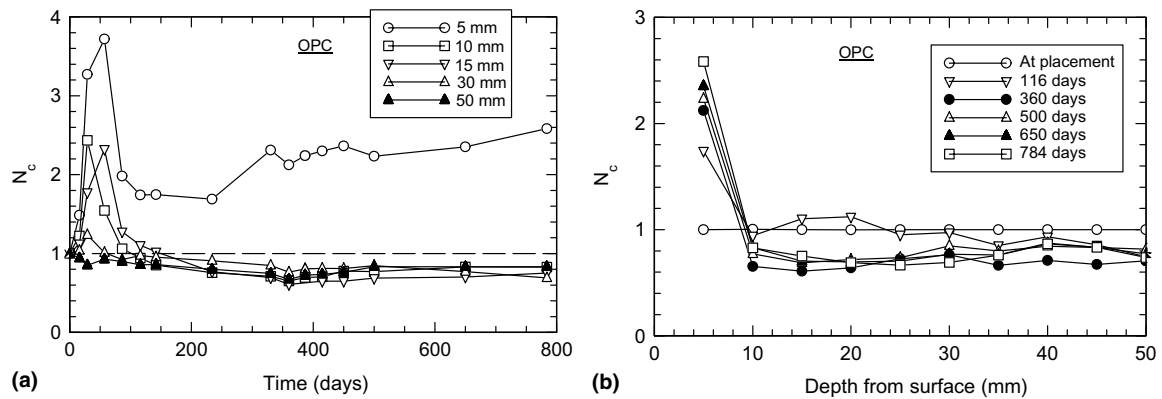 4
3
2
1
0
N_c
0
200
400
600
800
Time (days)
OPC
5 mm
10 mm
15 mm
30 mm
50 mm
(a)
3
2
1
0
N_c
0
10
20
30
40
50
Depth from surface (mm)
OPC
At placement
116 days
360 days
500 days
650 days
784 days
(b)